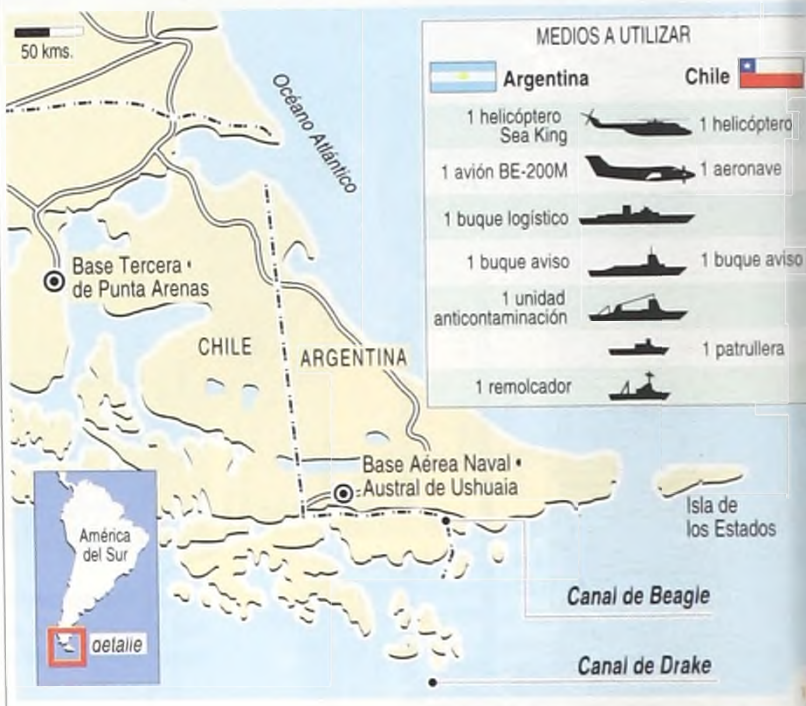 50 kms.
Océano Atlántico
MEDIOS A UTILIZAR
Argentina
Chile
1 helicóptero
Sea King
1 helicóptero
1 avión BE-200M
1 aeronave
1 buque logístico
1 buque aviso
1 buque aviso
1 unidad
anticontaminación
1 patrullera
1 remolcador
Base Tercera
de Punta Arenas
CHILE
ARGENTINA
Base Aérea Naval
Austral de Ushuaia
Isla de
los Estados
América
del Sur
detalle
Canal de Beagle
Canal de Drake